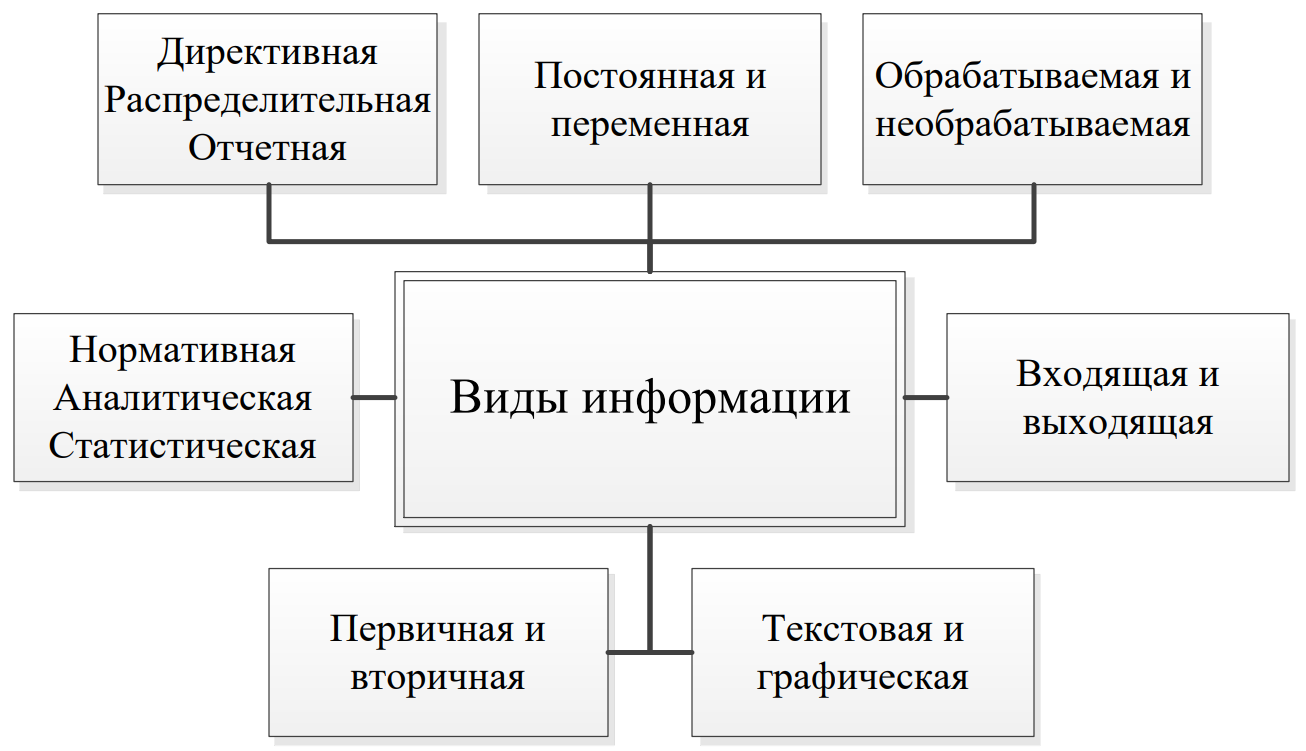 Директивная
Распределительная
Отчетная
Постоянная и
переменная
Обрабатываемая и
необрабатываемая
Нормативная
Аналитическая
Статистическая
Виды информации
Входящая и
выходящая
Первичная и
вторичная
Текстовая и
графическая